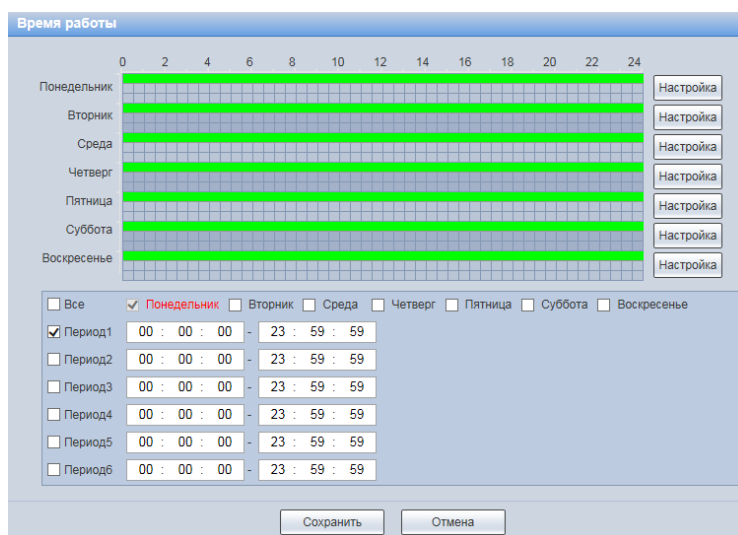 Время работы
0 2 4 6 8 10 12 14 16 18 20 22 24
Понедельник Настройка
Вторник Настройка
Среда Настройка
Четверг Настройка
Пятница Настройка
Суббота Настройка
Воскресенье Настройка
Все Понедельник Вторник Среда Четверг Пятница Суббота Воскресенье
Период1 00 : 00 : 00 - 23 : 59 : 59
Период2 00 : 00 : 00 - 23 : 59 : 59
Период3 00 : 00 : 00 - 23 : 59 : 59
Период4 00 : 00 : 00 - 23 : 59 : 59
Период5 00 : 00 : 00 - 23 : 59 : 59
Период6 00 : 00 : 00 - 23 : 59 : 59
Сохранить Отмена